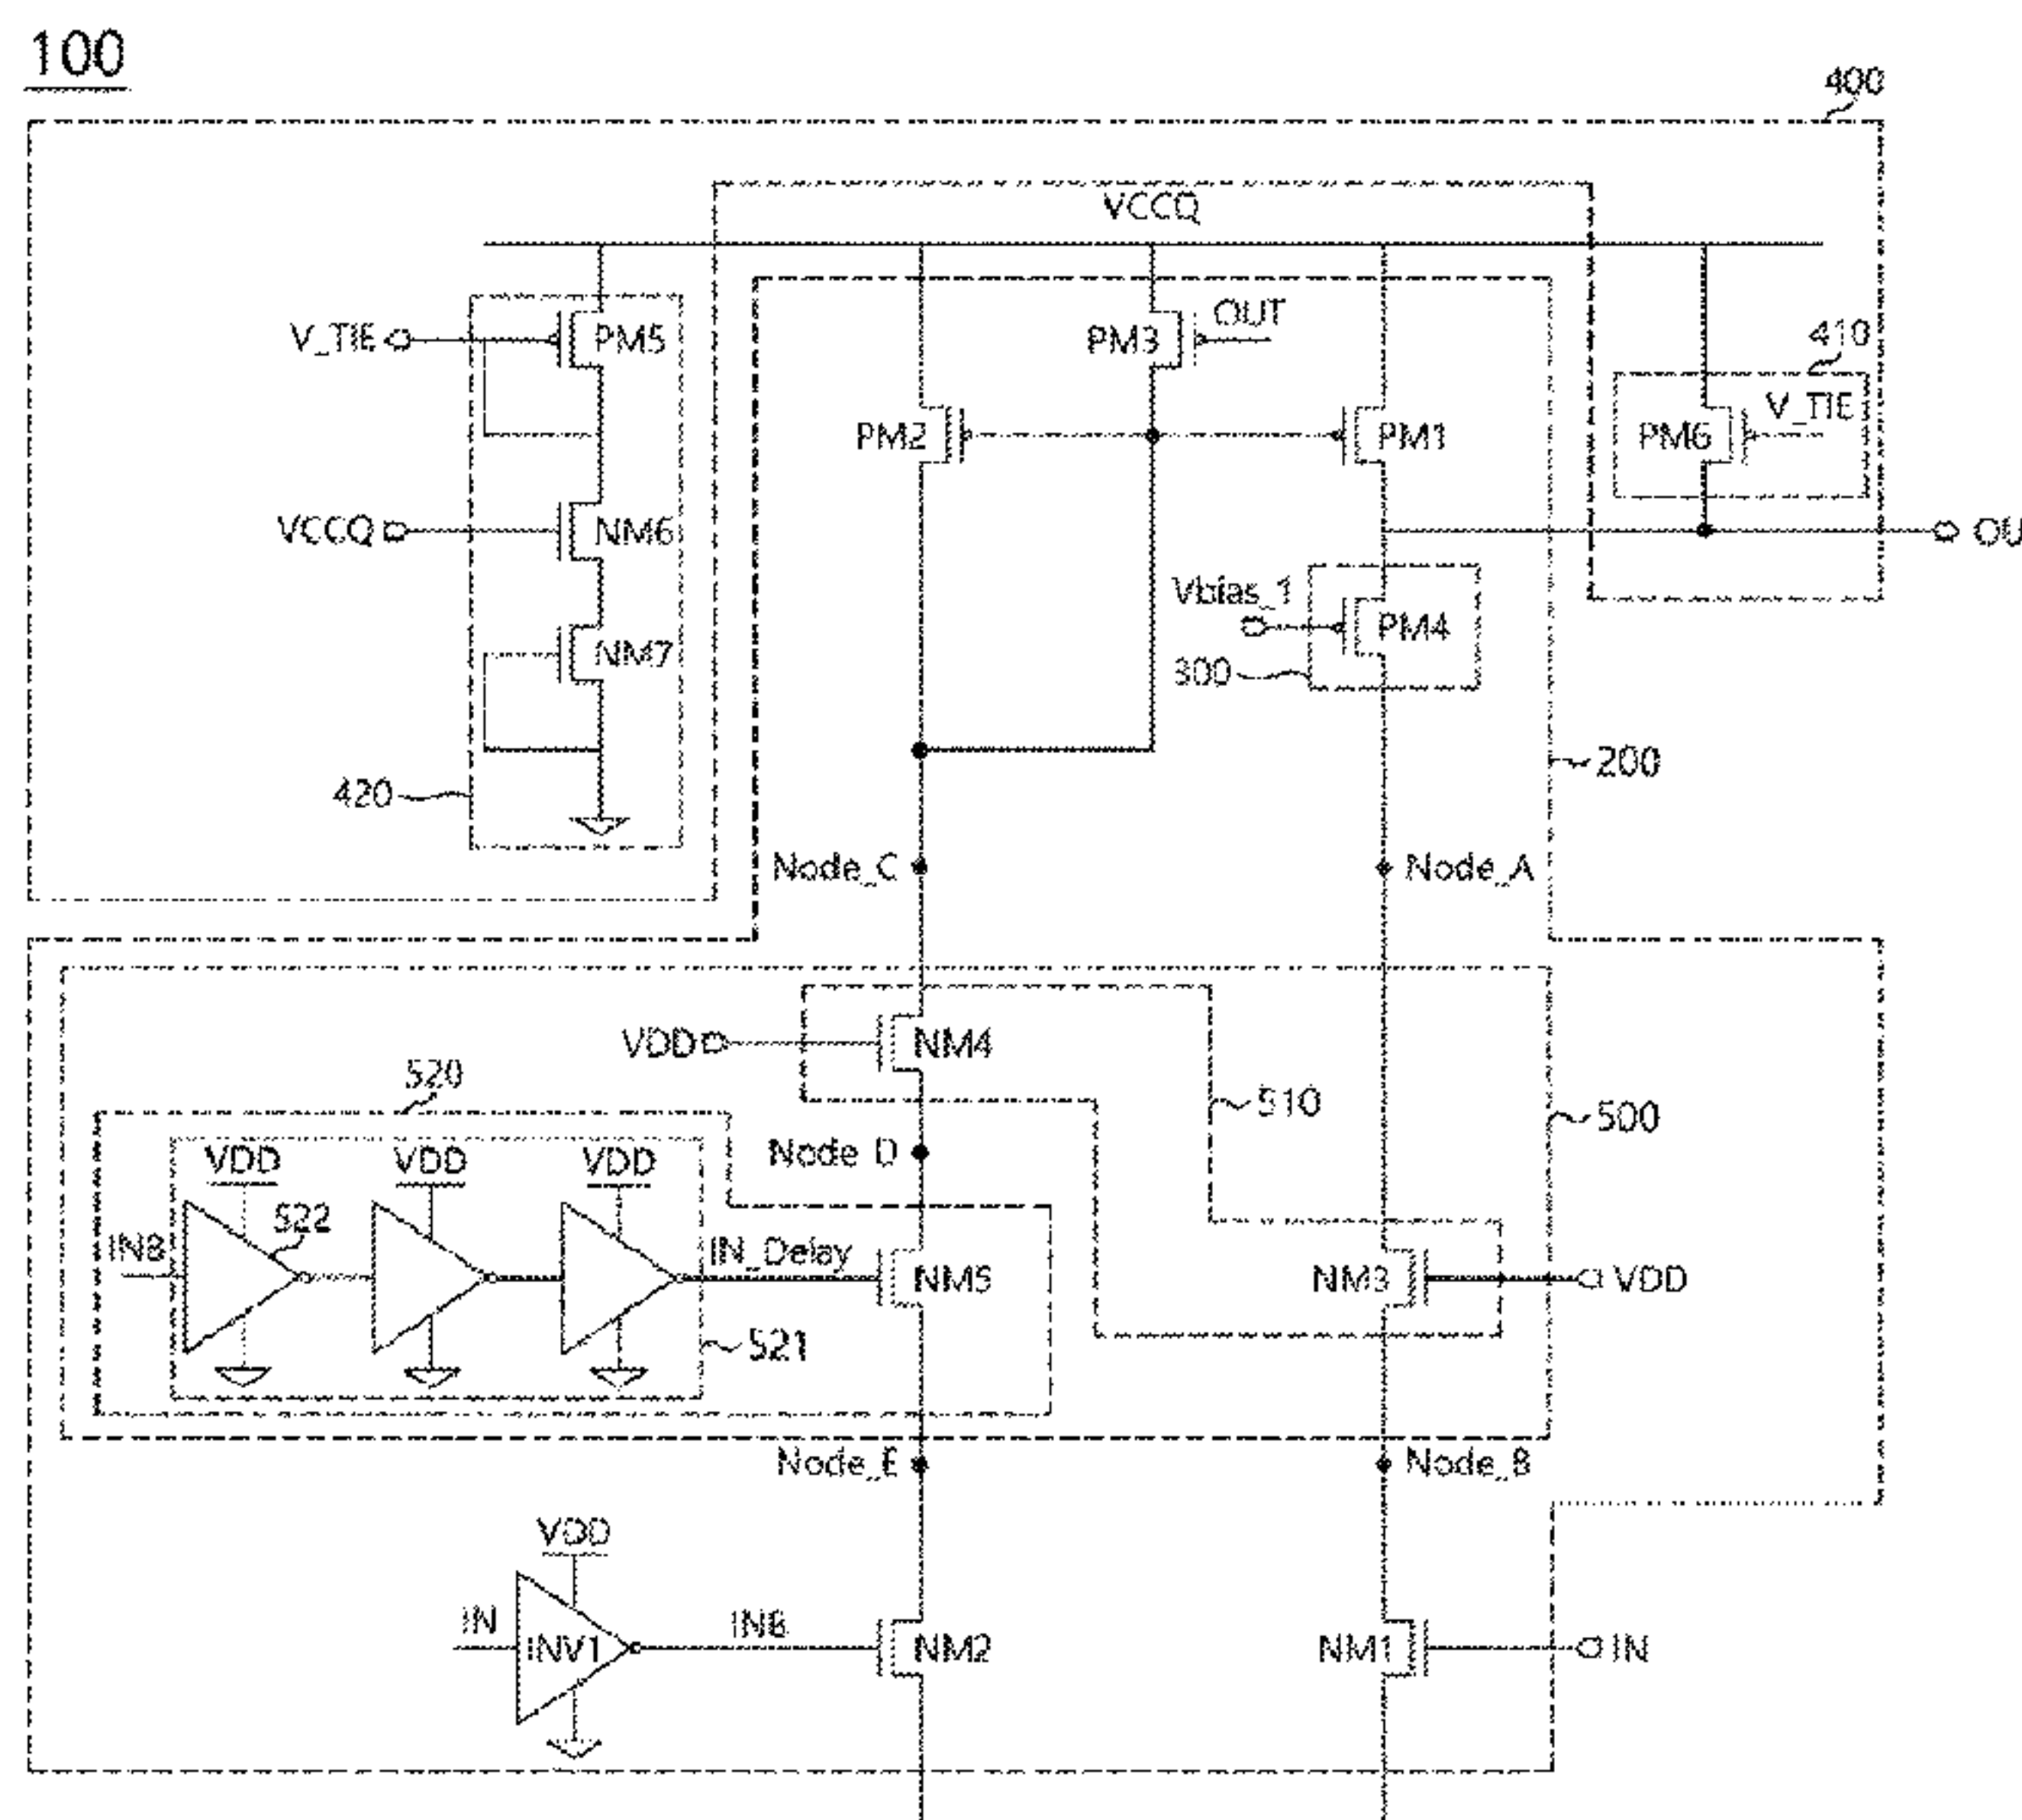 100
400
VCCQ
V_TIE
PM5
PM3
OUT
410
V_TIE
PM2
PM1
PM6
VCCQ
NM6
OU
Vbias_1
PM4
NM7
300
200
420
Node_C
Node_A
VDD
NM4
520
510
500
VDD
VDD
VDD
Node_D
522
INB
IN_Delay
NM5
NM3
VDD
521
Node_E
Node_B
VDD
IN
INV1
INB
NM2
NM1
IN